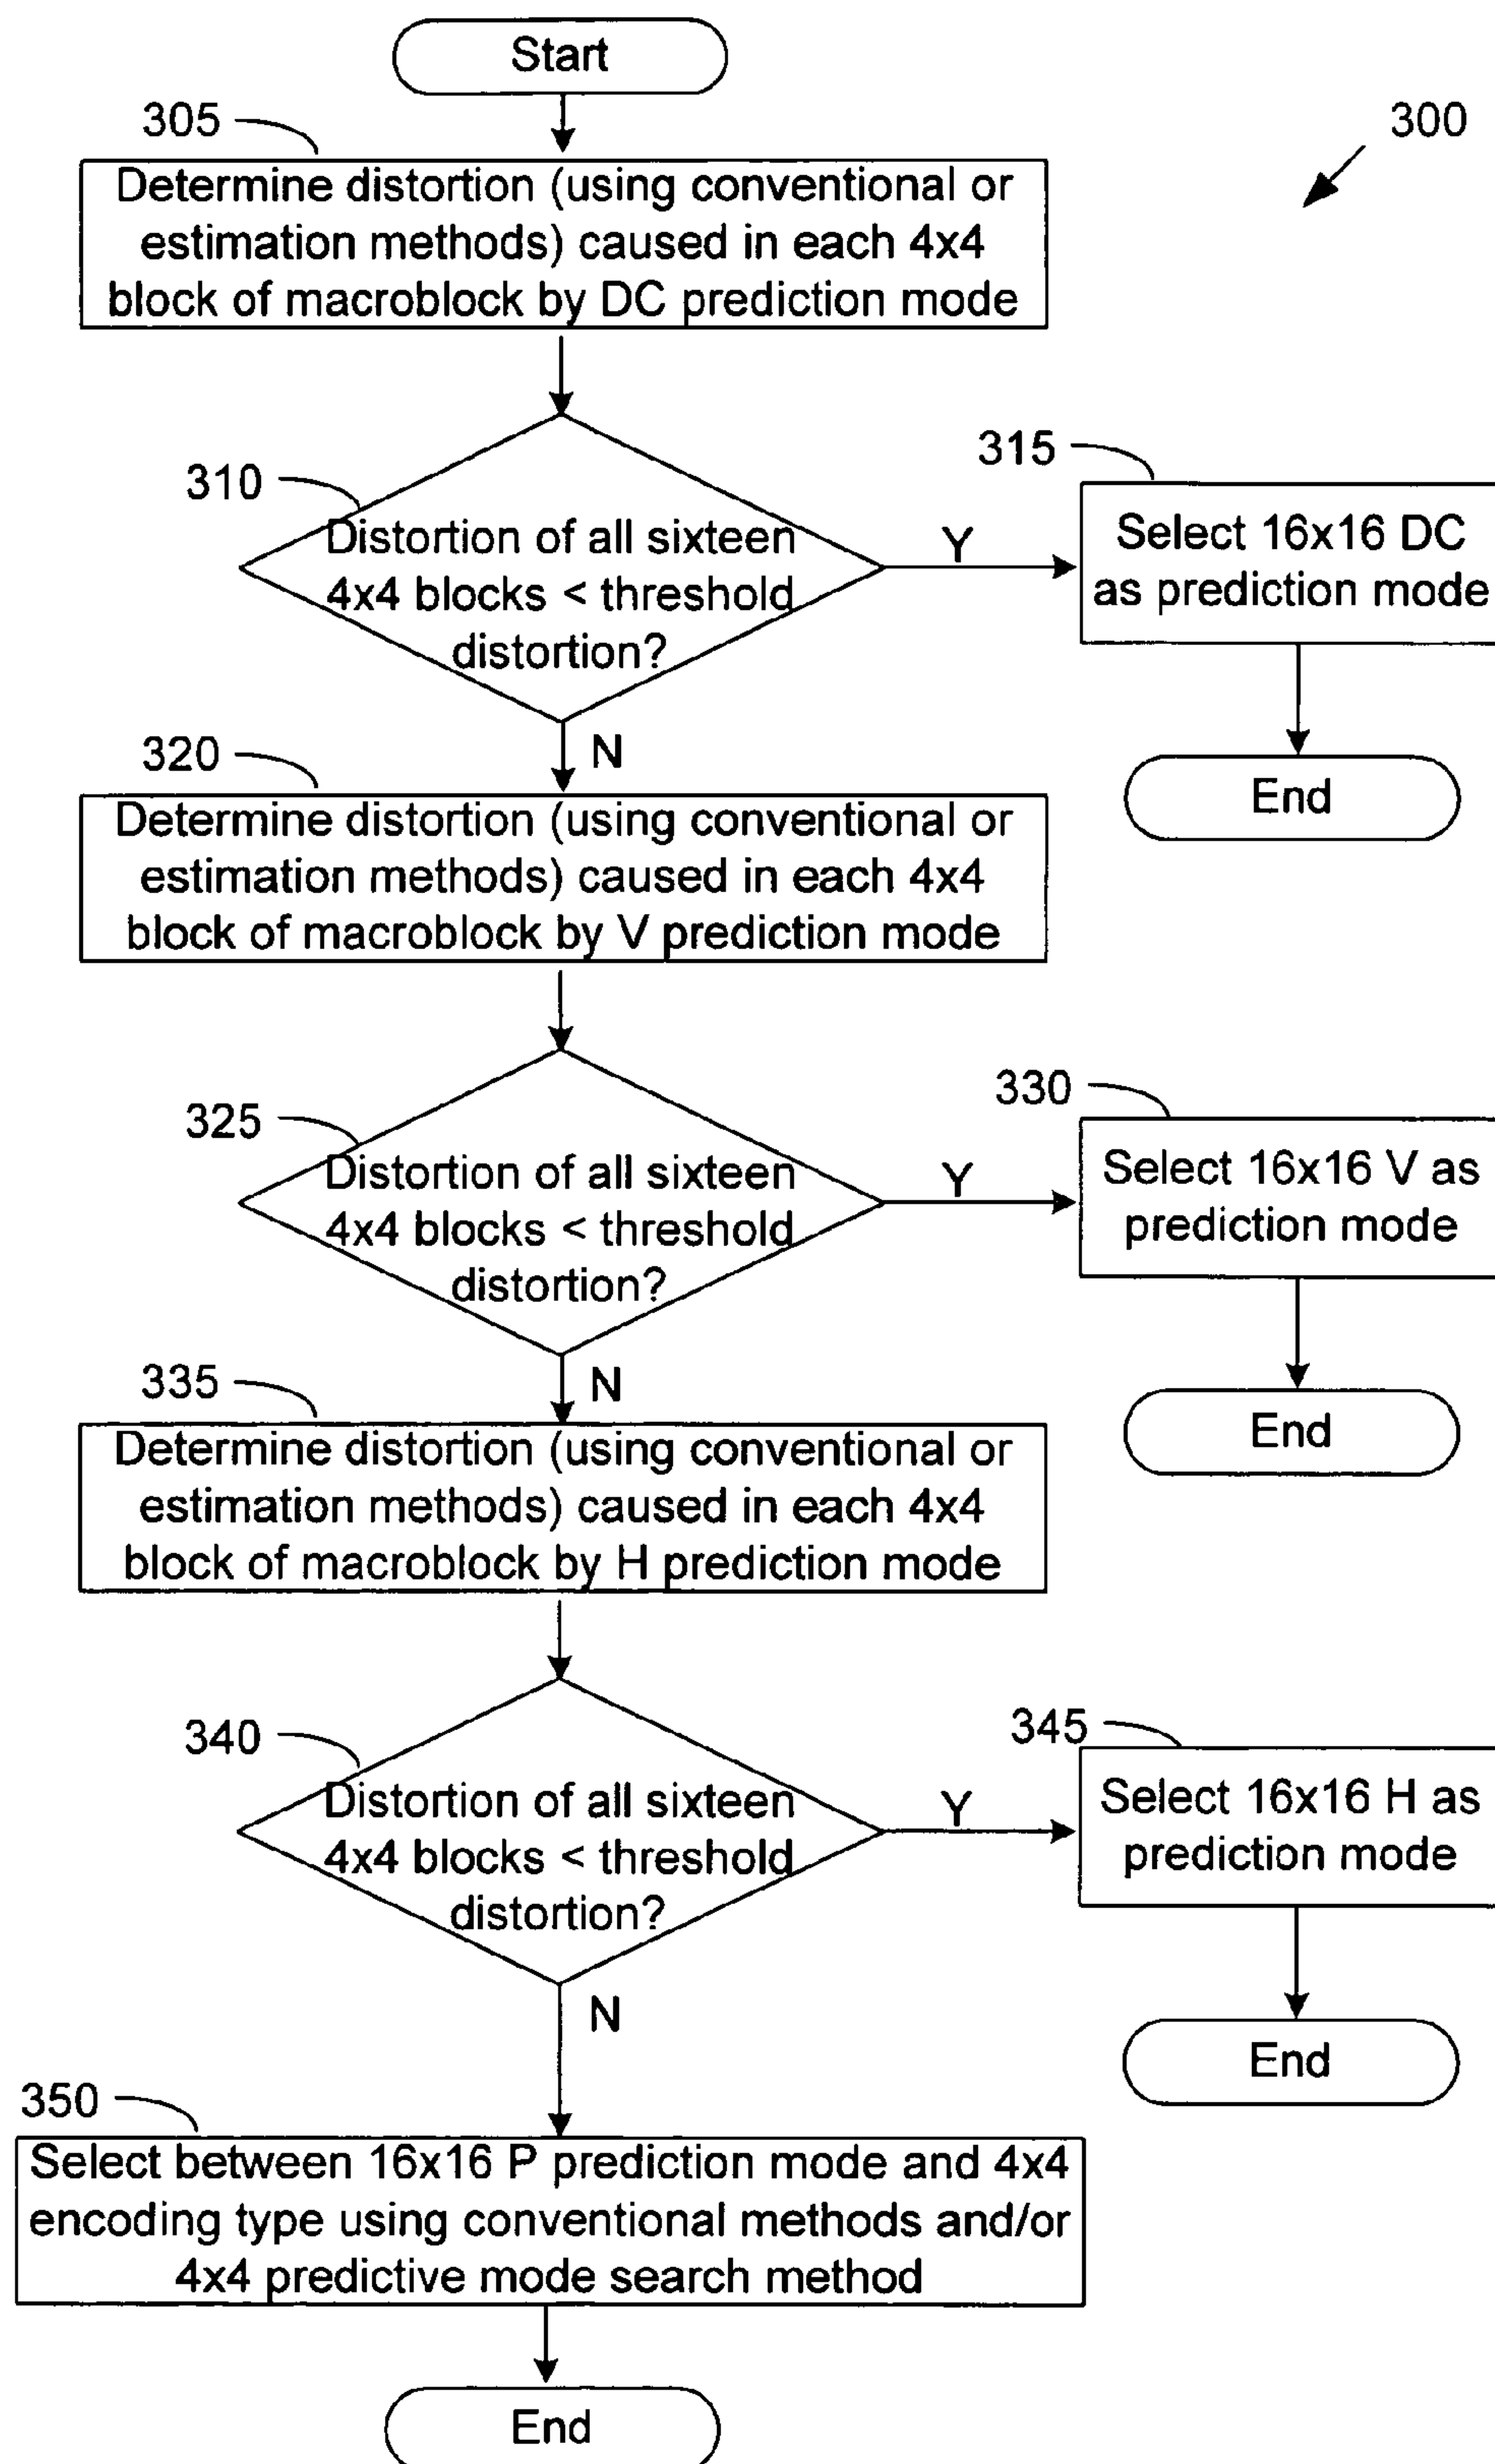 Start
305
300
Determine distortion (using conventional or
estimation methods) caused in each 4x4
block of macroblock by DC prediction mode
310
Distortion of all sixteen
4x4 blocks < threshold
distortion?
Y
315
Select 16x16 DC
as prediction mode
End
N
320
Determine distortion (using conventional or
estimation methods) caused in each 4x4
block of macroblock by V prediction mode
325
Distortion of all sixteen
4x4 blocks < threshold
distortion?
Y
330
Select 16x16 V as
prediction mode
End
N
335
Determine distortion (using conventional or
estimation methods) caused in each 4x4
block of macroblock by H prediction mode
340
Distortion of all sixteen
4x4 blocks < threshold
distortion?
Y
345
Select 16x16 H as
prediction mode
End
N
350
Select between 16x16 P prediction mode and 4x4
encoding type using conventional methods and/or
4x4 predictive mode search method
End